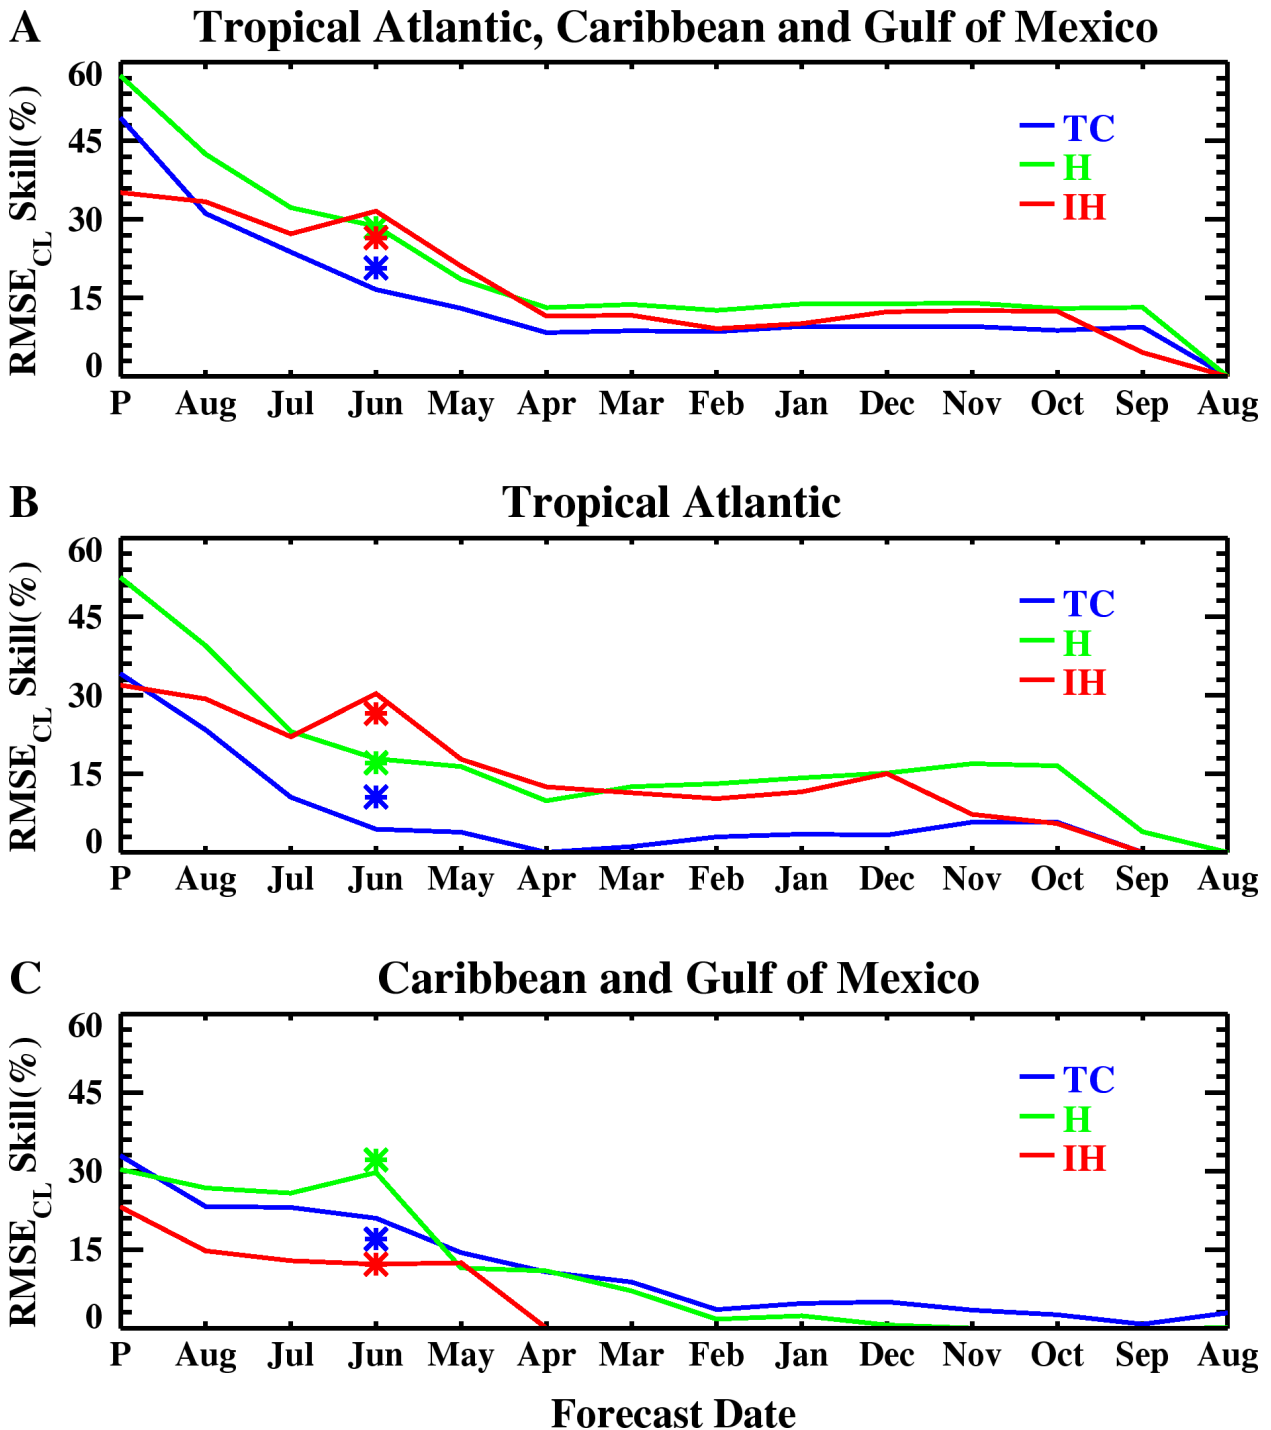 A Tropical Atlantic, Caribbean and Gulf of Mexico
RMSE_CL Skill(%)
60
45
30
15
0
TC
H
IH
P Aug Jul Jun May Apr Mar Feb Jan Dec Nov Oct Sep Aug
B Tropical Atlantic
RMSE_CL Skill(%)
60
45
30
15
0
TC
H
IH
P Aug Jul Jun May Apr Mar Feb Jan Dec Nov Oct Sep Aug
C Caribbean and Gulf of Mexico
RMSE_CL Skill(%)
60
45
30
15
0
TC
H
IH
P Aug Jul Jun May Apr Mar Feb Jan Dec Nov Oct Sep Aug
Forecast Date